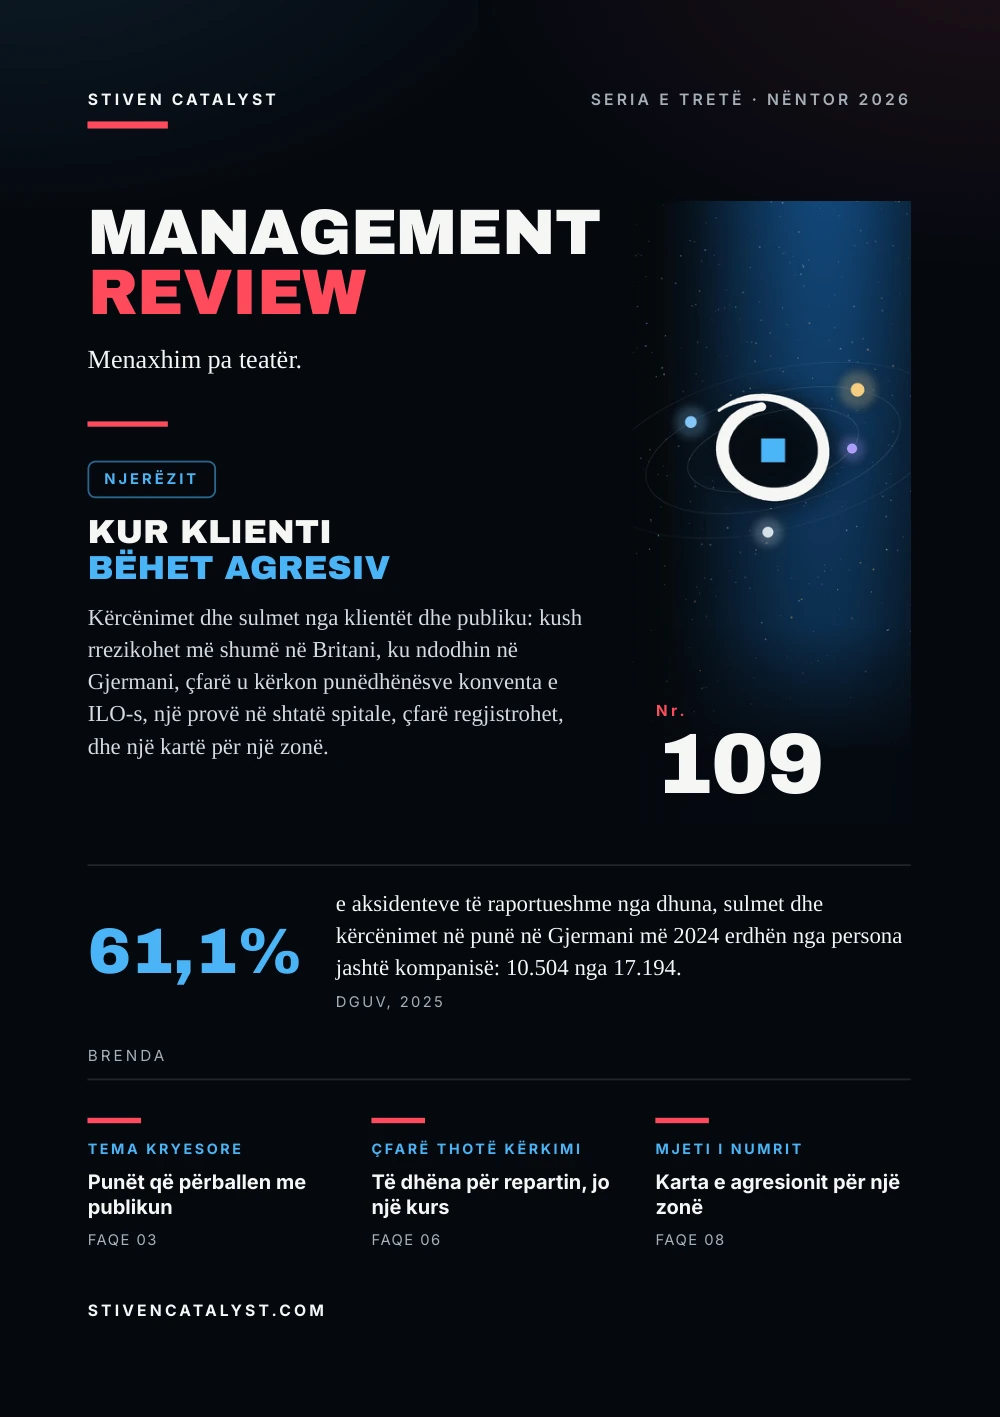 STIVEN CATALYST
SERIA E TRETË · NËNTOR 2026
MANAGEMENT
REVIEW
Menaxhim pa teatër.
NJERËZIT
KUR KLIENTI
BËHET AGRESIV
Kërcënimet dhe sulmet nga klientët dhe publiku: kush
rrezikohet më shumë në Britani, ku ndodhin në
Gjermani, çfarë u kërkon punëdhënësve konventa e
ILO-s, një provë në shtatë spitale, çfarë regjistrohet,
dhe një kartë për një zonë.
Nr.
109
61,1%
e aksidenteve të raportueshme nga dhuna, sulmet dhe
kërcënimet në punë në Gjermani më 2024 erdhën nga persona
jashtë kompanisë: 10.504 nga 17.194.
DGUV, 2025
BRENDA
TEMA KRYESORE
Punët që përballen me
publikun
FAQE 03
ÇFARË THOTË KËRKIMI
Të dhëna për repartin, jo
një kurs
FAQE 06
MJETI I NUMRIT
Karta e agresionit për një
zonë
FAQE 08
STIVENCATALYST.COM